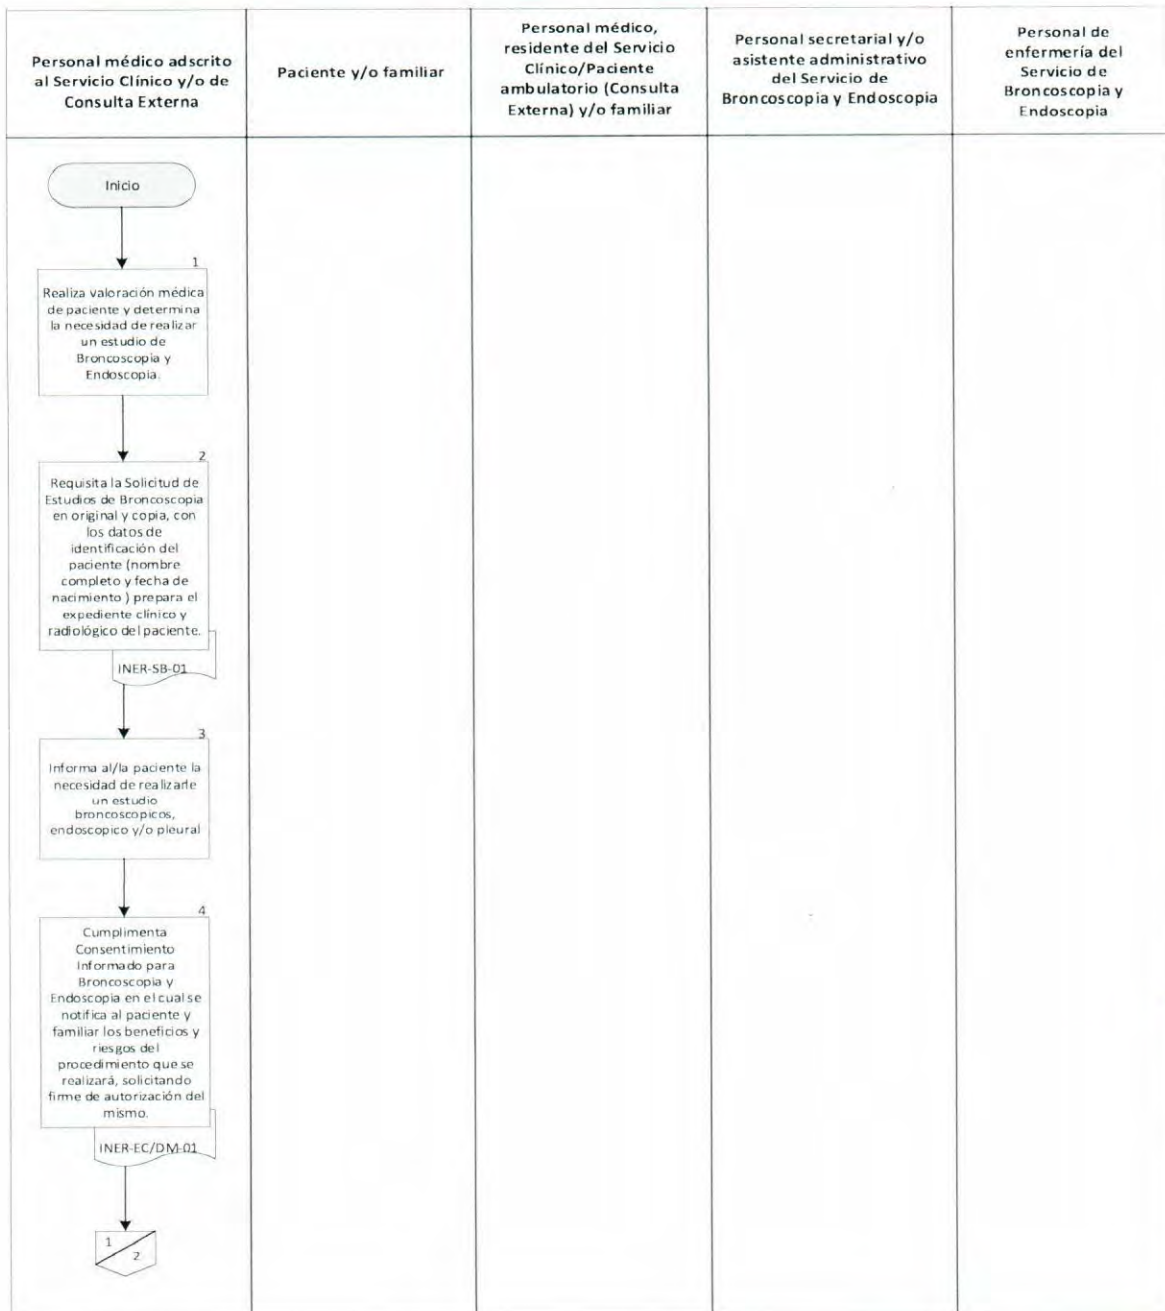 Personal médico adscrito
al Servicio Clínico y/o de
Consulta Externa
Paciente y/o familiar
Personal médico,
residente del Servicio
Clínico/Paciente
ambulatorio (Consulta
Externa) y/o familiar
Personal secretarial y/o
asistente administrativo
del Servicio de
Broncoscopia y Endoscopia
Personal de
enfermería del
Servicio de
Broncoscopia y
Endoscopia
Inicio
1
Realiza valoración médica
de paciente y determina
la necesidad de realizar
un estudio de
Broncoscopia y
Endoscopia.
2
Requisita la Solicitud de
Estudios de Broncoscopia
en original y copia, con
los datos de
identificación del
paciente (nombre
completo y fecha de
nacimiento ) prepara el
expediente clínico y
radiológico del paciente.
INER-SB-01
3
Informa al/la paciente la
necesidad de realizarle
un estudio
broncoscopicos,
endoscopico y/o pleural
4
Cumplimenta
Consentimiento
Informado para
Broncoscopia y
Endoscopia en el cual se
notifica al paciente y
familiar los beneficios y
riesgos del
procedimiento que se
realizará, solicitando
firme de autorización del
mismo.
INER-EC/DM-01
1
2